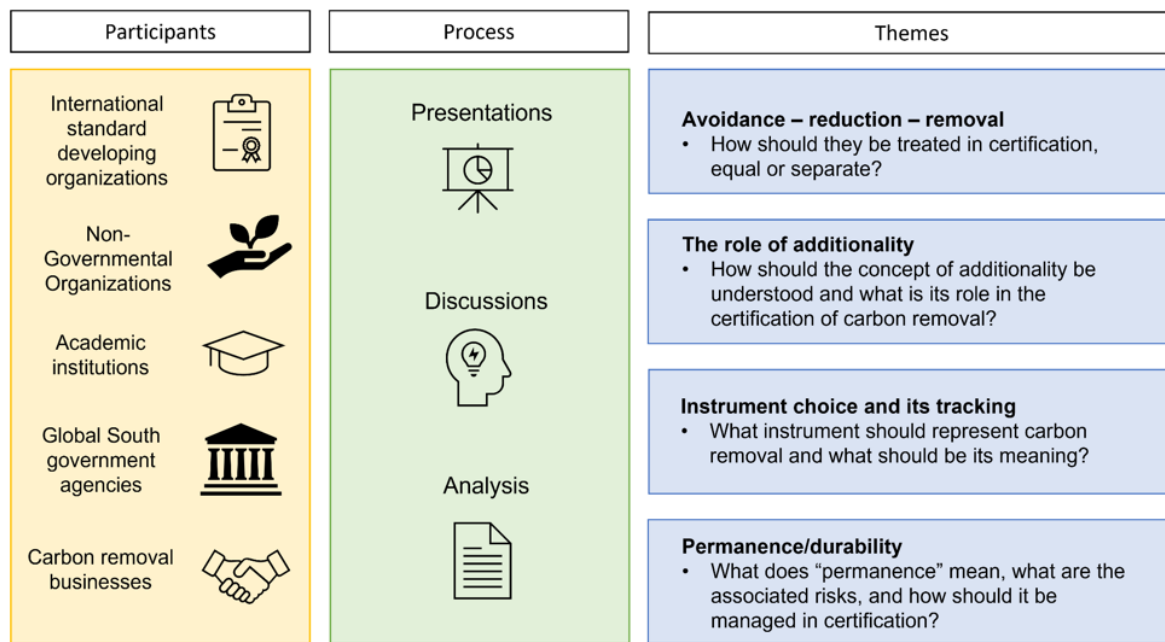 Participants
Process
Themes
International
standard
developing
organizations
Non-
Governmental
Organizations
Academic
institutions
Global South
government
agencies
Carbon removal
businesses
Presentations
Discussions
Analysis
Avoidance – reduction – removal
• How should they be treated in certification,
equal or separate?
The role of additionality
• How should the concept of additionality be
understood and what is its role in the
certification of carbon removal?
Instrument choice and its tracking
• What instrument should represent carbon
removal and what should be its meaning?
Permanence/durability
• What does “permanence” mean, what are the
associated risks, and how should it be
managed in certification?